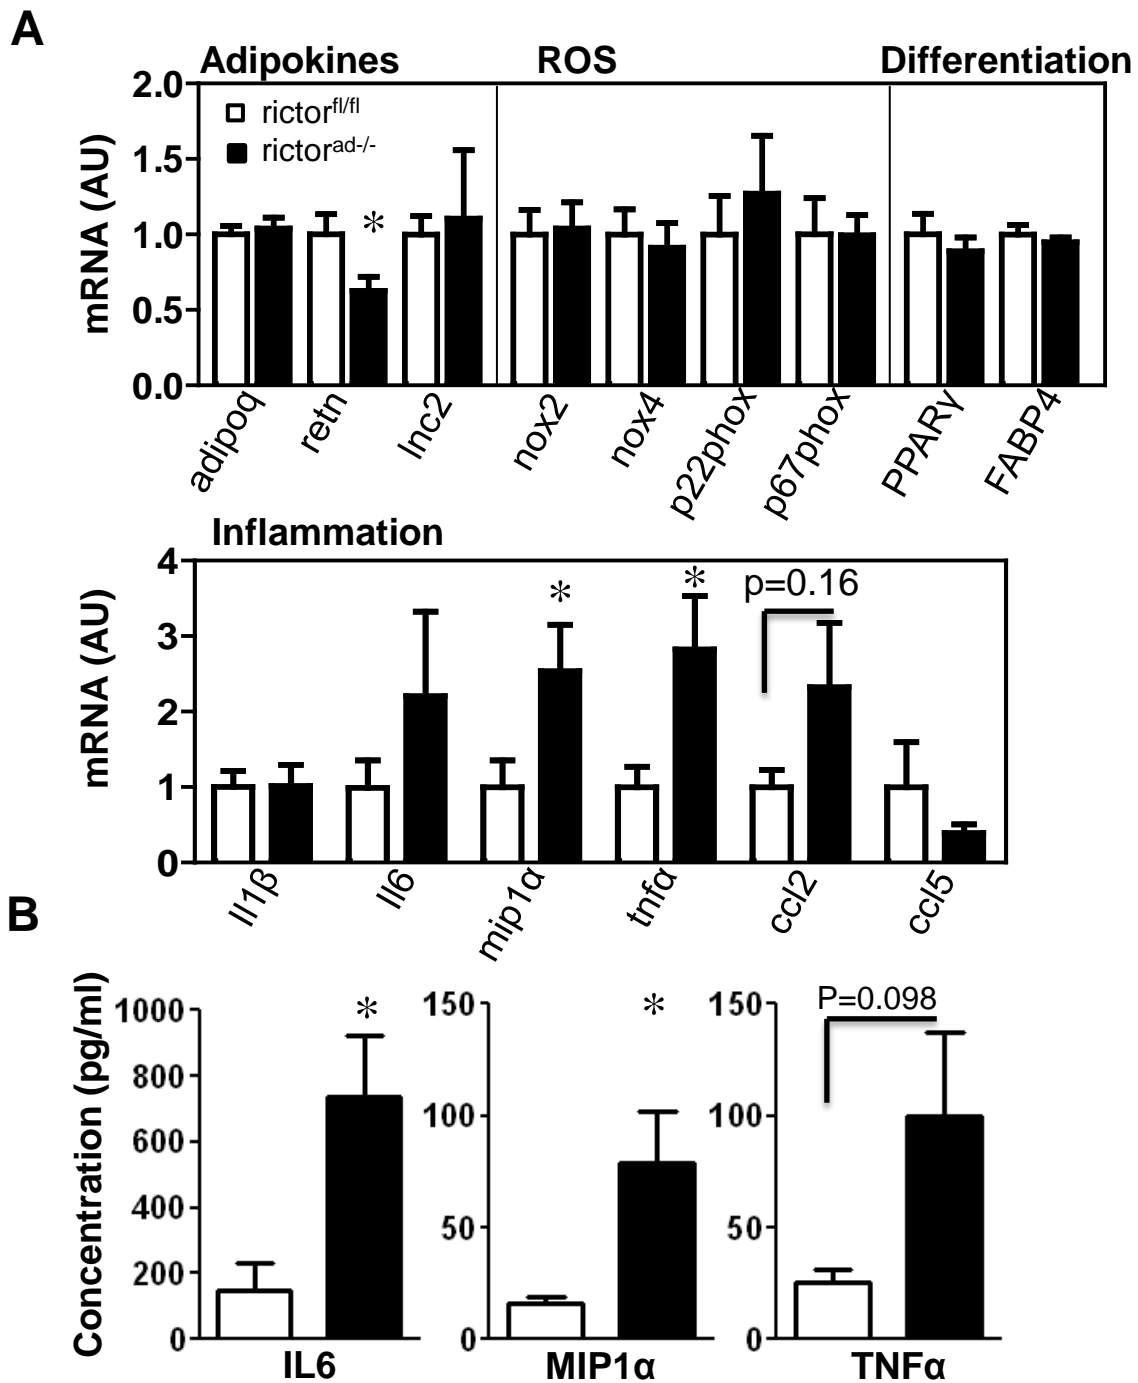 A
Adipokines ROS Differentiation
2.0
rictorfl/fl
rictorad-/-
1.5
1.0
0.5
0.0
mRNA (AU)
*
adipoq retn lnc2 nox2 nox4 p22phox p67phox PPARγ FABP4
Inflammation
4
3
2
1
0
mRNA (AU)
* * p=0.16
Il1β Il6 mip1α tnfα ccl2 ccl5
B
Concentration (pg/ml)
1000
800
600
400
200
0
*
IL6
150
100
50
0
*
MIP1α
150
100
50
0
P=0.098
TNFα